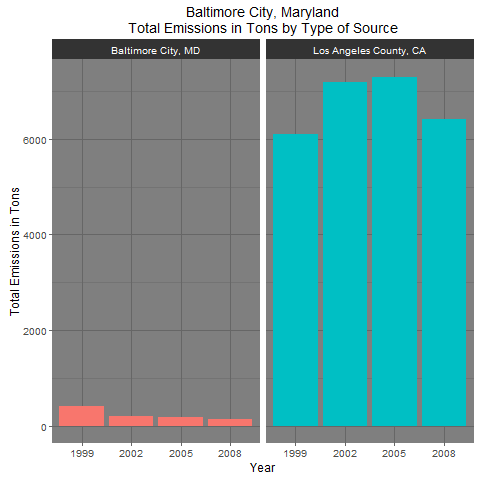 Baltimore City, Maryland
Total Emissions in Tons by Type of Source
Baltimore City, MD
Los Angeles County, CA
Total Emissions in Tons
6000
4000
2000
0
1999 2002 2005 2008
1999 2002 2005 2008
Year